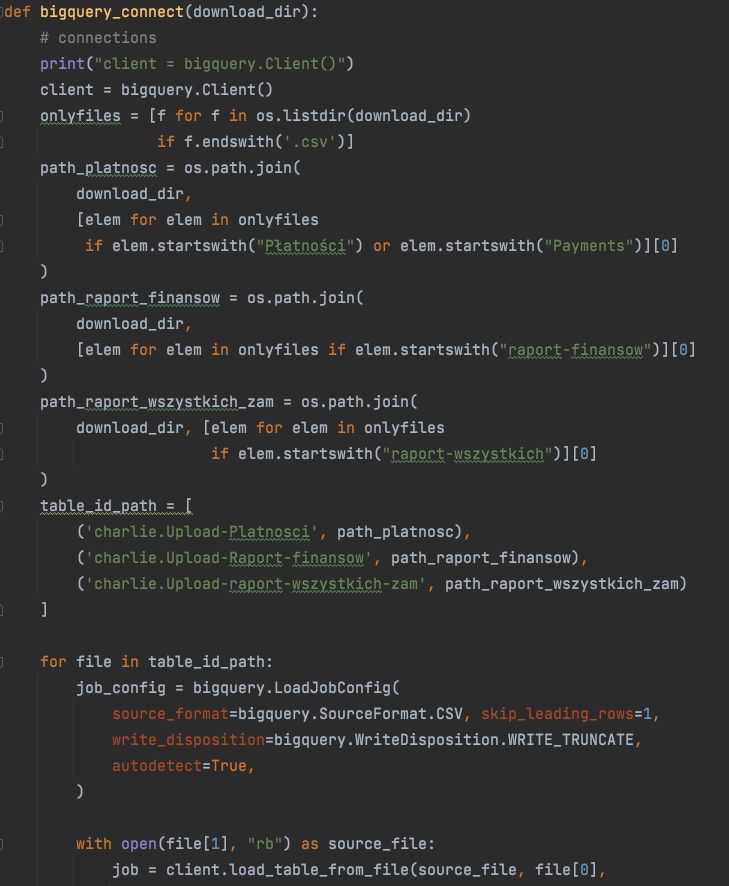 def bigquery_connect(download_dir):
    # connections
    print("client = bigquery.Client()")
    client = bigquery.Client()
    onlyfiles = [f for f in os.listdir(download_dir)
                 if f.endswith('.csv')]
    path_platnosc = os.path.join(
        download_dir,
        [elem for elem in onlyfiles
         if elem.startswith("Płatności") or elem.startswith("Payments")][0]
    )
    path_raport_finansow = os.path.join(
        download_dir,
        [elem for elem in onlyfiles if elem.startswith("raport-finansow")][0]
    )
    path_raport_wszystkich_zam = os.path.join(
        download_dir, [elem for elem in onlyfiles
                       if elem.startswith("raport-wszystkich")][0]
    )
    table_id_path = [
        ('charlie.Upload-Platnosci', path_platnosc),
        ('charlie.Upload-Raport-finansow', path_raport_finansow),
        ('charlie.Upload-raport-wszystkich-zam', path_raport_wszystkich_zam)
    ]

    for file in table_id_path:
        job_config = bigquery.LoadJobConfig(
            source_format=bigquery.SourceFormat.CSV, skip_leading_rows=1,
            write_disposition=bigquery.WriteDisposition.WRITE_TRUNCATE,
            autodetect=True,
        )

        with open(file[1], "rb") as source_file:
            job = client.load_table_from_file(source_file, file[0],